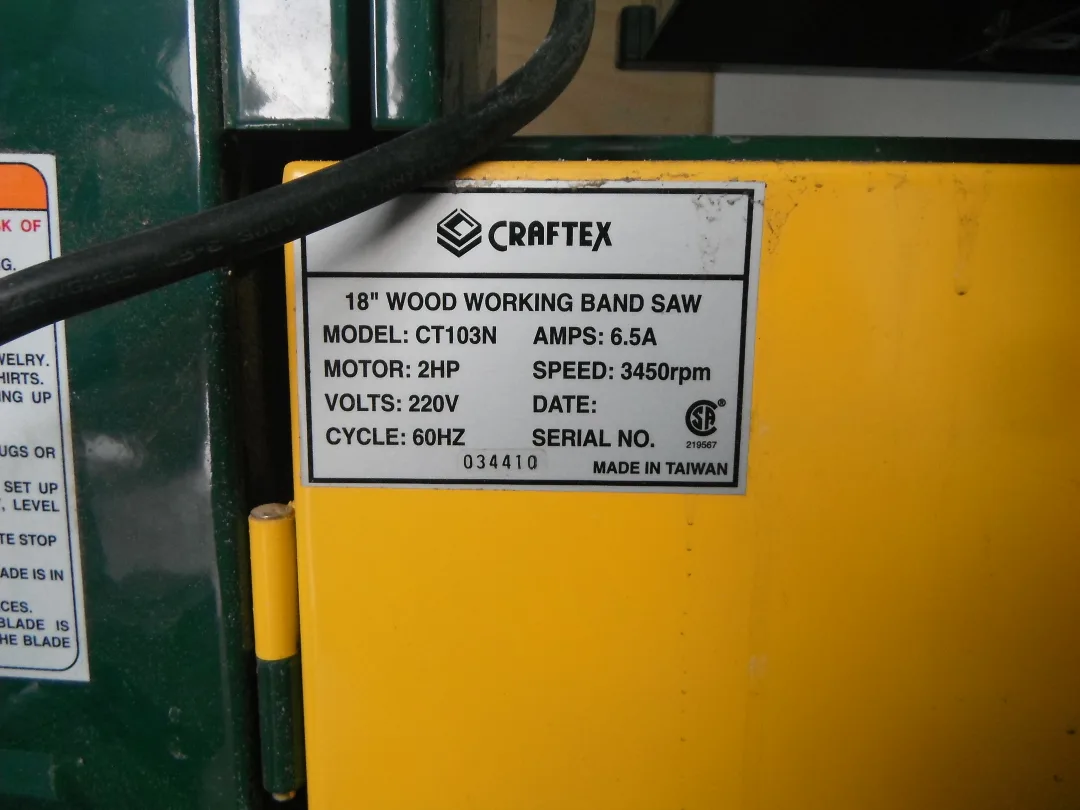 K OF
G.
WELRY.
HIRTS.
NG UP
UGS OR
SET UP
, LEVEL
TE STOP
ADE IS IN
CES.
BLADE IS
HE BLADE
CRAFTEX
18" WOOD WORKING BAND SAW
MODEL: CT103N AMPS: 6.5A
MOTOR: 2HP SPEED: 3450rpm
VOLTS: 220V DATE:
CYCLE: 60HZ SERIAL NO.
SA®
219567
034410
MADE IN TAIWAN